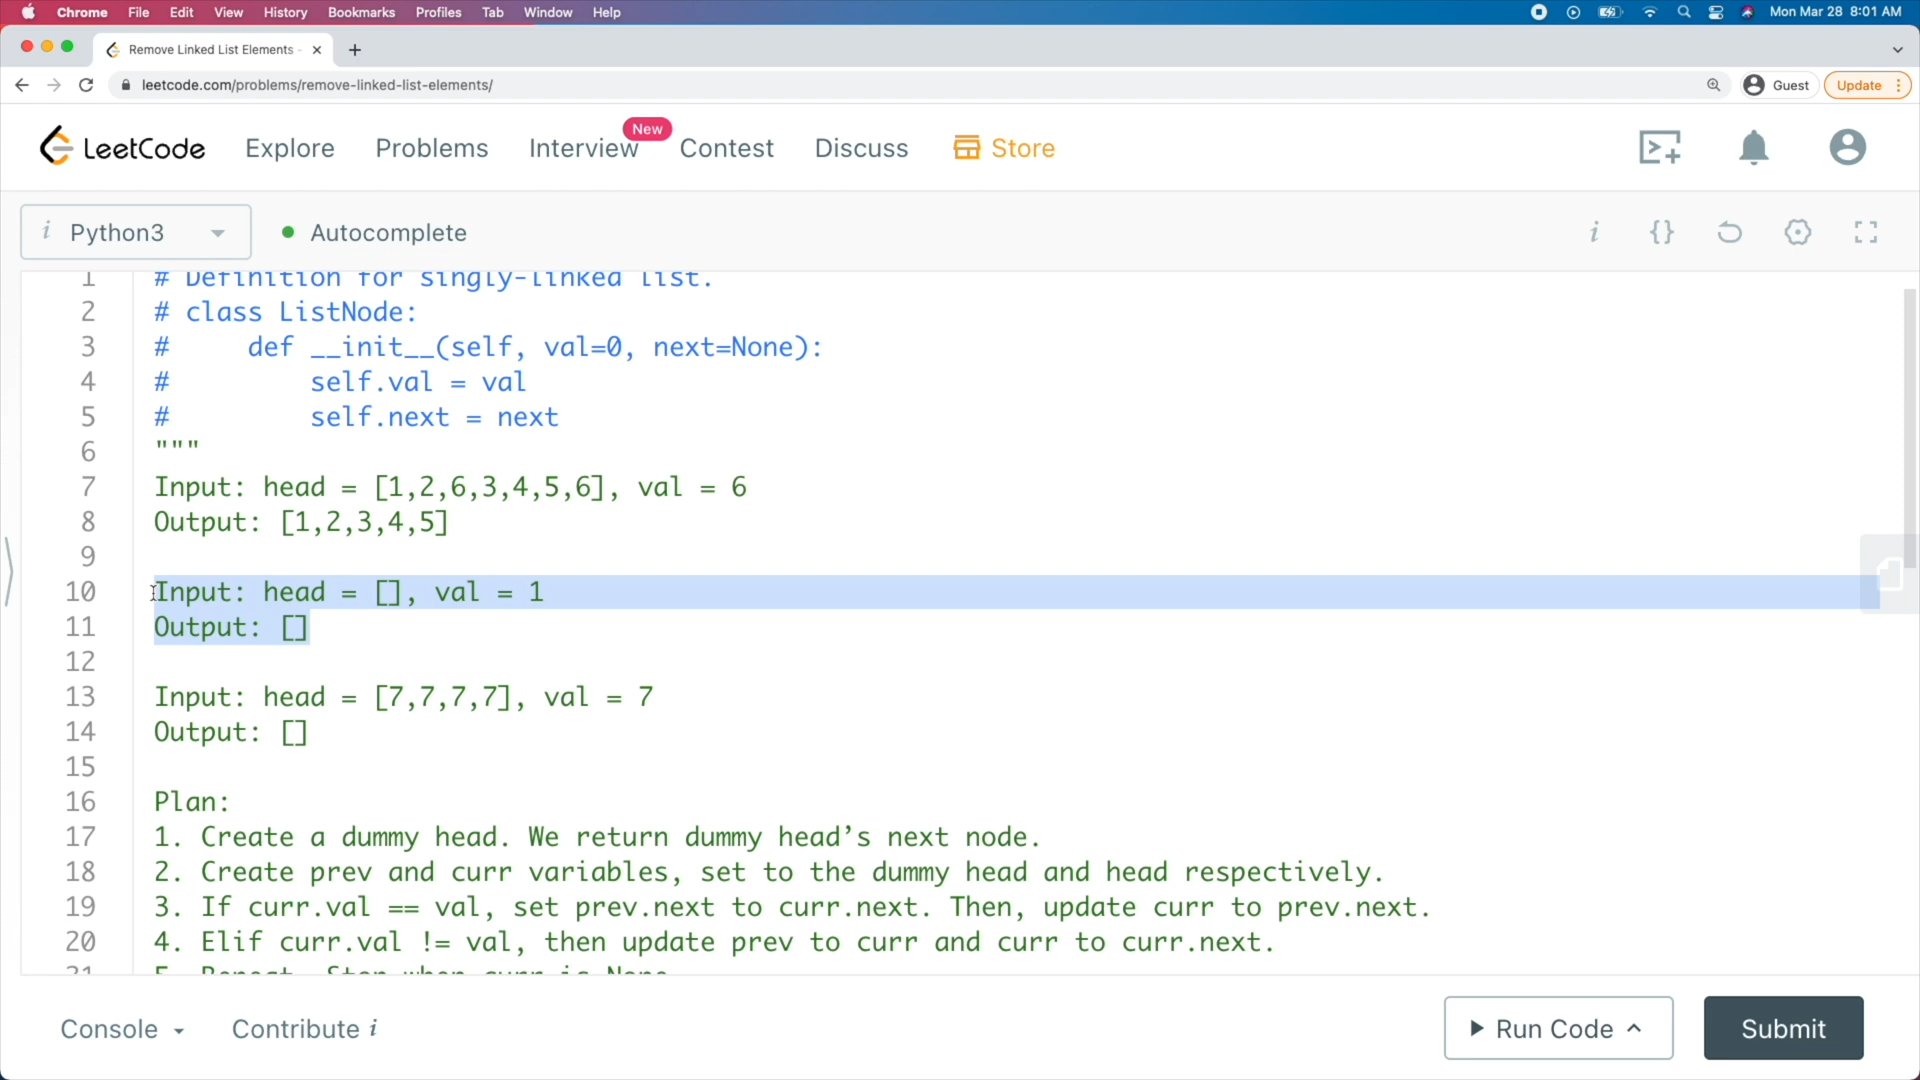 Chrome File Edit View History Bookmarks Profiles Tab Window Help Mon Mar 28 8:01 AM
Remove Linked List Elements -
leetcode.com/problems/remove-linked-list-elements/ Guest Update
LeetCode Explore Problems Interview New Contest Discuss Store
i Python3 Autocomplete i {}
1 # Definition for singly-linked list.
2 # class ListNode:
3 #     def __init__(self, val=0, next=None):
4 #         self.val = val
5 #         self.next = next
6 """
7 Input: head = [1,2,6,3,4,5,6], val = 6
8 Output: [1,2,3,4,5]
9
10 Input: head = [], val = 1
11 Output: []
12
13 Input: head = [7,7,7,7], val = 7
14 Output: []
15
16 Plan:
17 1. Create a dummy head. We return dummy head’s next node.
18 2. Create prev and curr variables, set to the dummy head and head respectively.
19 3. If curr.val == val, set prev.next to curr.next. Then, update curr to prev.next.
20 4. Elif curr.val != val, then update prev to curr and curr to curr.next.
21 5. Repeat. Stop when curr is None
Console Contribute i Run Code Submit